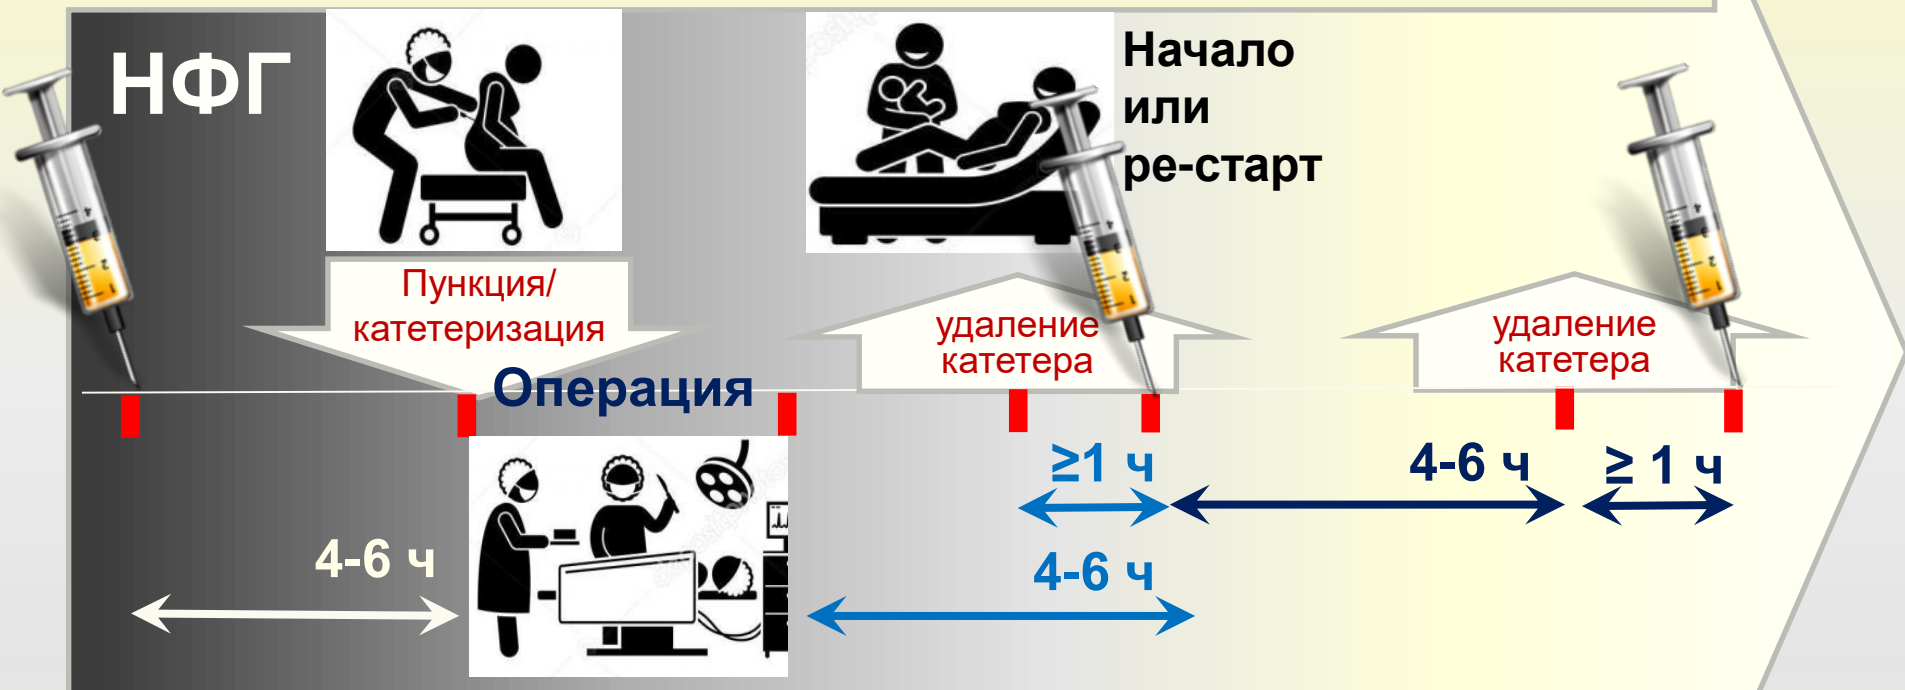 НФГ
Начало
или
ре-старт
Пункция/
катетеризация
Операция
удаление
катетера
удаление
катетера
≥1 ч
4-6 ч
≥ 1 ч
4-6 ч
4-6 ч